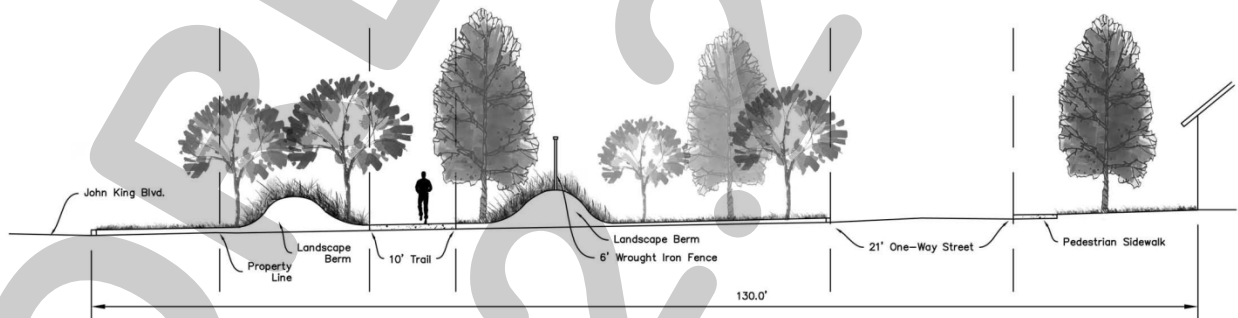 John King Blvd.
Property
Line
Landscape
Berm
10' Trail
Landscape Berm
6' Wrought Iron Fence
21' One-Way Street
Pedestrian Sidewalk
130.0'